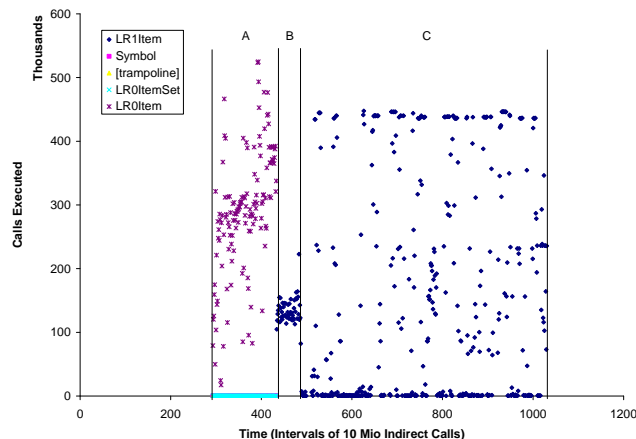 Thousands
600
500
400
300
200
100
0
Calls Executed
LR1Item
Symbol
[trampoline]
LR0ItemSet
LR0Item
A B C
0 200 400 600 800 1000 1200
Time (Intervals of 10 Mio Indirect Calls)